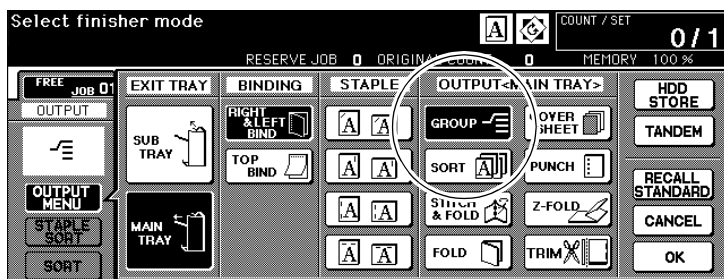 Select finisher mode
COUNT / SET
0/1
RESERVE JOB 0 ORIGINAL COUNT 0 MEMORY 100 %
FREE JOB 01
OUTPUT
OUTPUT MENU
STAPLE SORT
SORT
EXIT TRAY
SUB TRAY
MAIN TRAY
BINDING
RIGHT &LEFT BIND
TOP BIND
STAPLE
A A
A A
A A
A A
OUTPUT<MAIN TRAY>
GROUP
COVER SHEET
SORT A
PUNCH
STITCH & FOLD
Z-FOLD
FOLD
TRIM
HDD STORE
TANDEM
RECALL STANDARD
CANCEL
OK